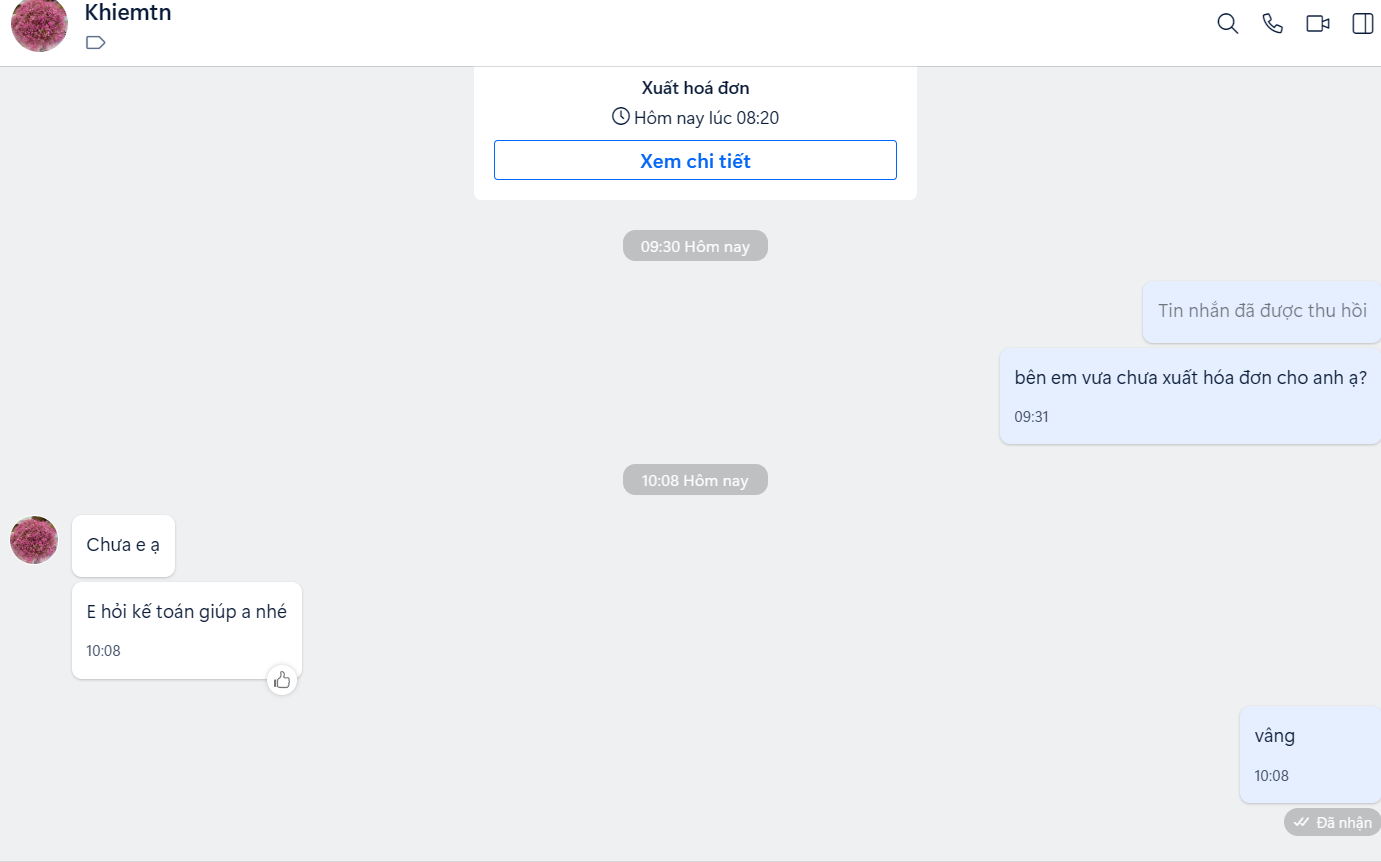 Khiemtn
Xuất hoá đơn
Hôm nay lúc 08:20
Xem chi tiết
09:30 Hôm nay
Tin nhắn đã được thu hồi
bên em vưa chưa xuất hóa đơn cho anh ạ?
09:31
10:08 Hôm nay
Chưa e ạ
E hỏi kế toán giúp a nhé
10:08
vâng
10:08
Đã nhận